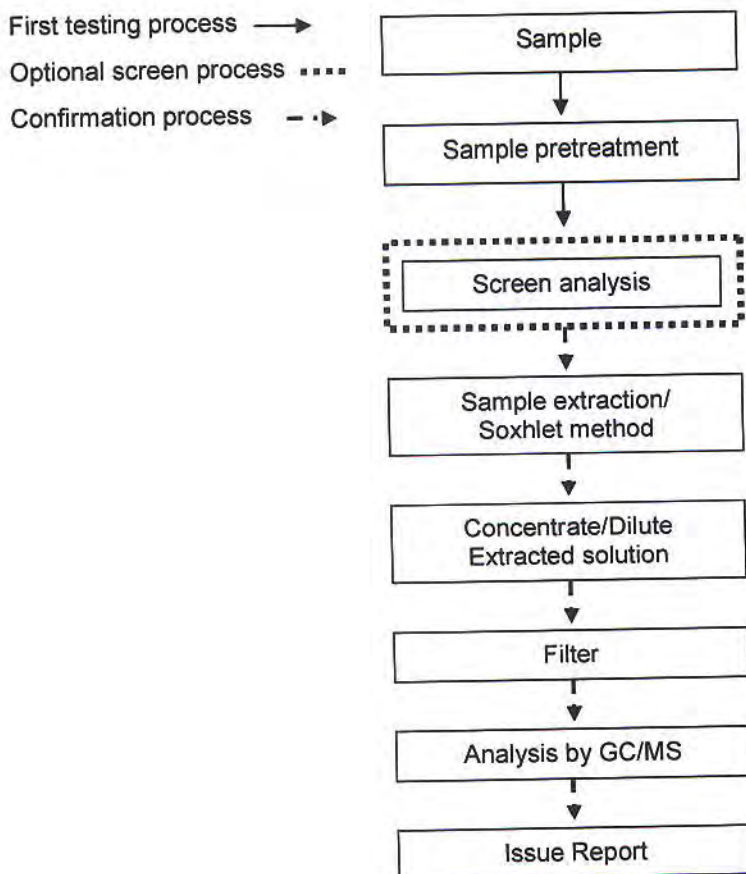 First testing process
Optional screen process
Confirmation process
Sample
Sample pretreatment
Screen analysis
Sample extraction/
Soxhlet method
Concentrate/Dilute
Extracted solution
Filter
Analysis by GC/MS
Issue Report